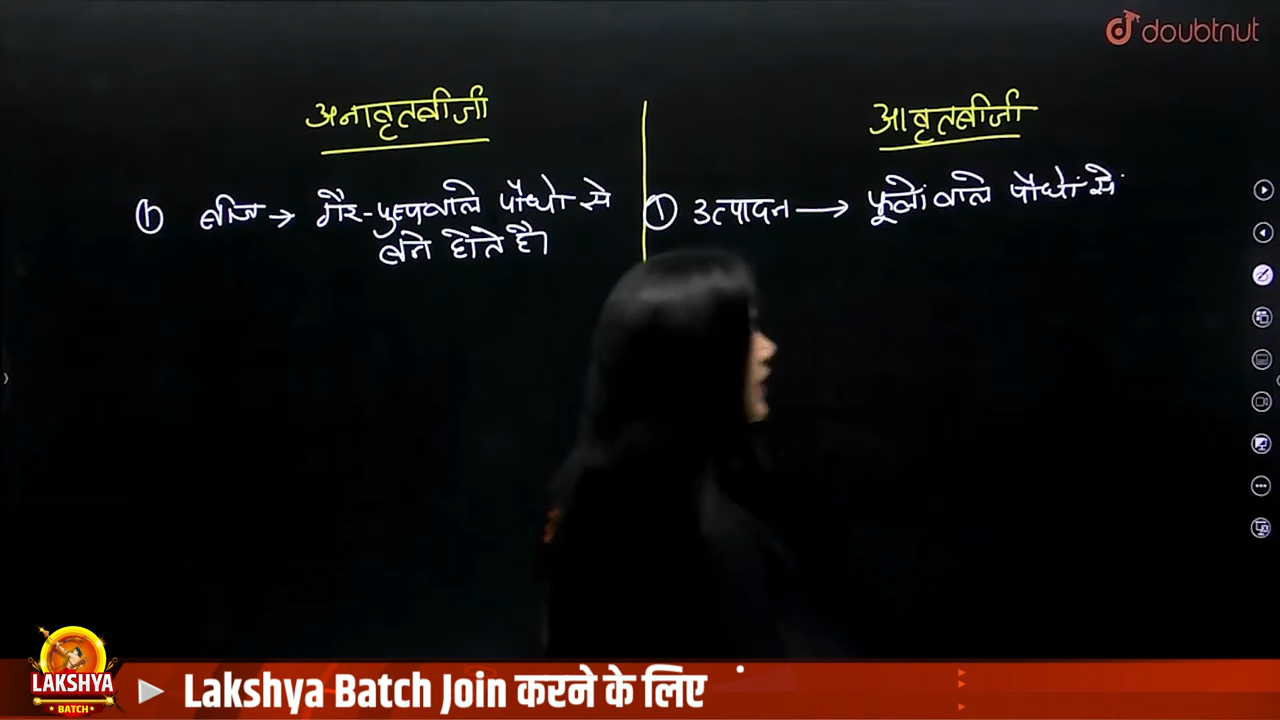 doubtnut
अनावृतबीजी
आवृतबीजी
① बीज → गैर-पुष्पवाले पौधों से
बने होते है।
① उत्पादन → फूलों वाले पौधों से
LAKSHYA
BATCH
Lakshya Batch Join करने के लिए